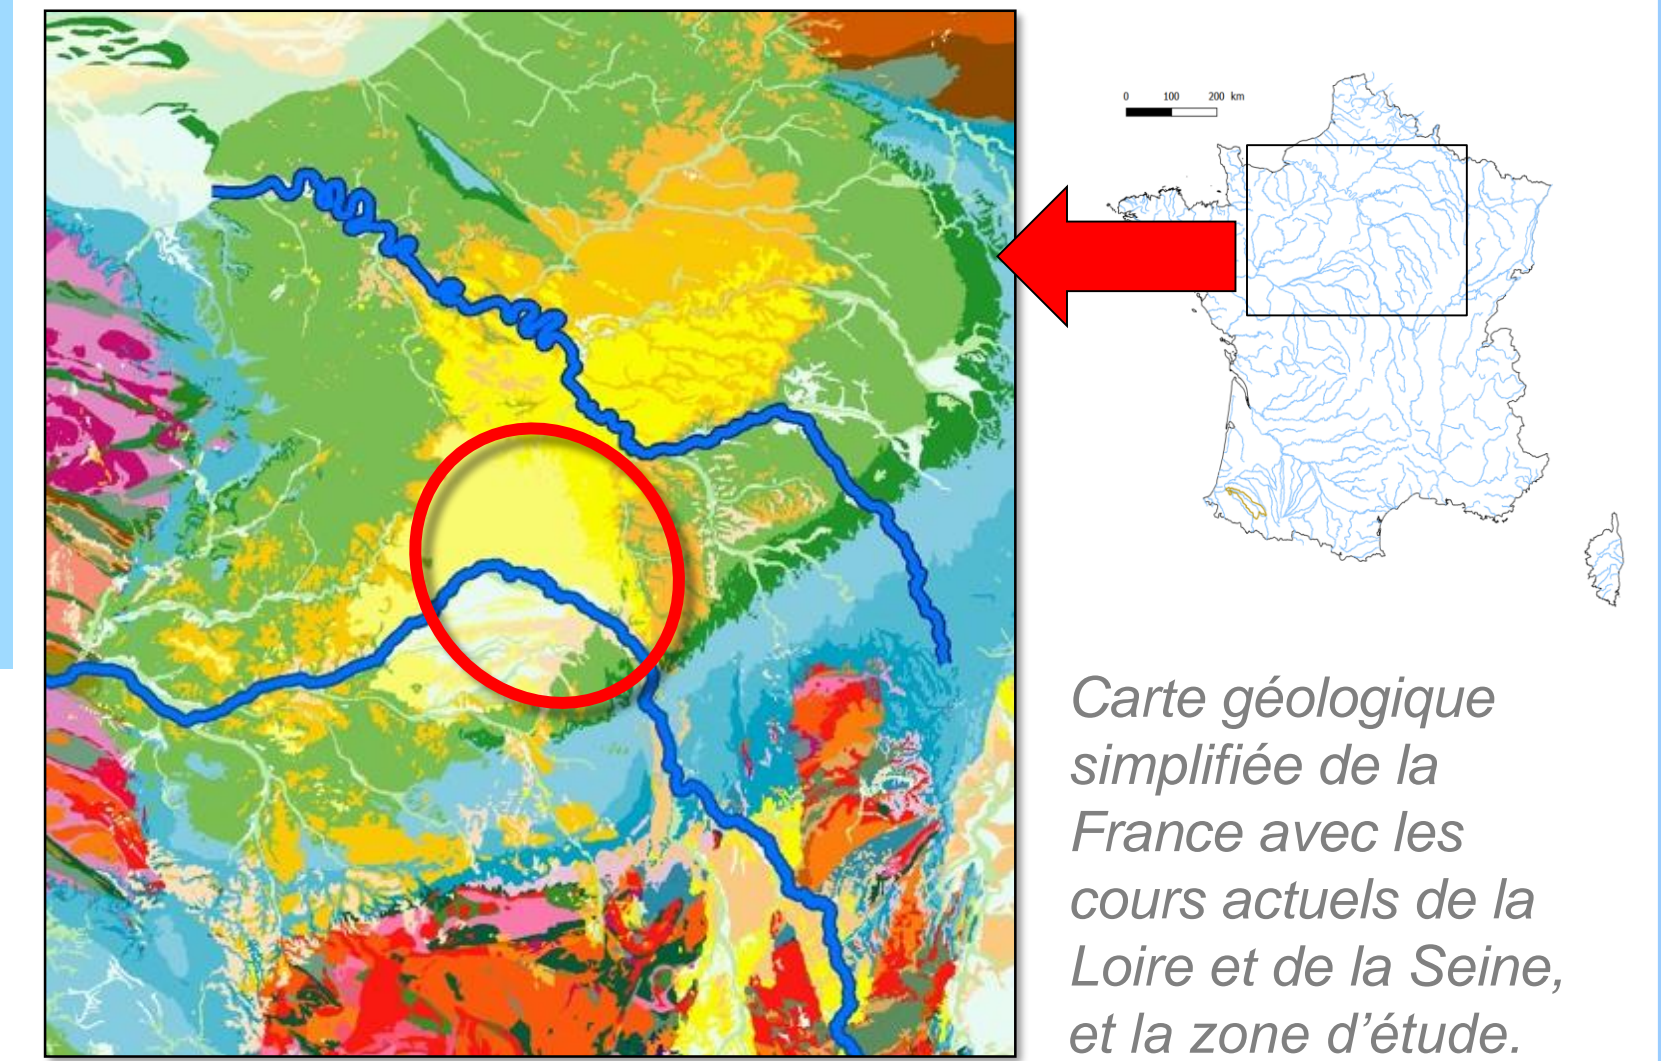 0 100 200 km
Carte géologique
simplifiée de la
France avec les
cours actuels de la
Loire et de la Seine,
et la zone d’étude.